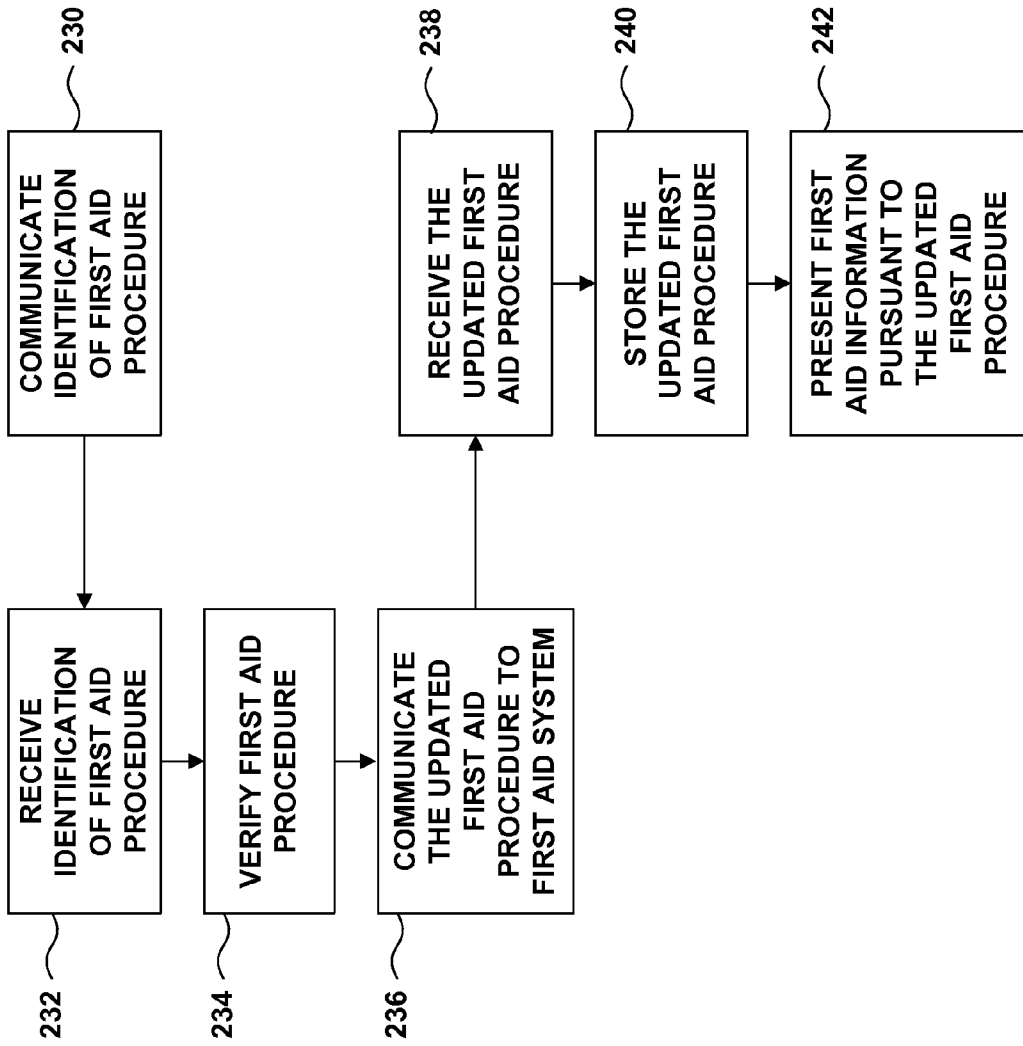 230
COMMUNICATE
IDENTIFICATION
OF FIRST AID
PROCEDURE
232
RECEIVE
IDENTIFICATION
OF FIRST AID
PROCEDURE
234
VERIFY FIRST AID
PROCEDURE
236
COMMUNICATE
THE UPDATED
FIRST AID
PROCEDURE TO
FIRST AID SYSTEM
238
RECEIVE THE
UPDATED FIRST
AID PROCEDURE
240
STORE THE
UPDATED FIRST
AID PROCEDURE
242
PRESENT FIRST
AID INFORMATION
PURSUANT TO
THE UPDATED
FIRST AID
PROCEDURE